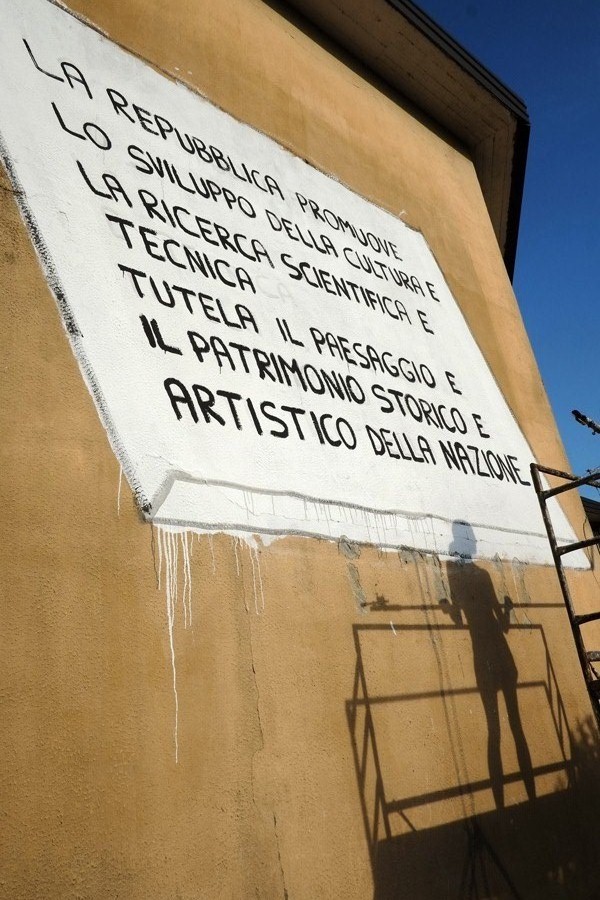 LA REPUBBLICA PROMUOVE
LO SVILUPPO DELLA CULTURA E
LA RICERCA SCIENTIFICA E
TECNICA CA
TUTELA IL PAESAGGIO E
IL PATRIMONIO STORICO E
ARTISTICO DELLA NAZIONE